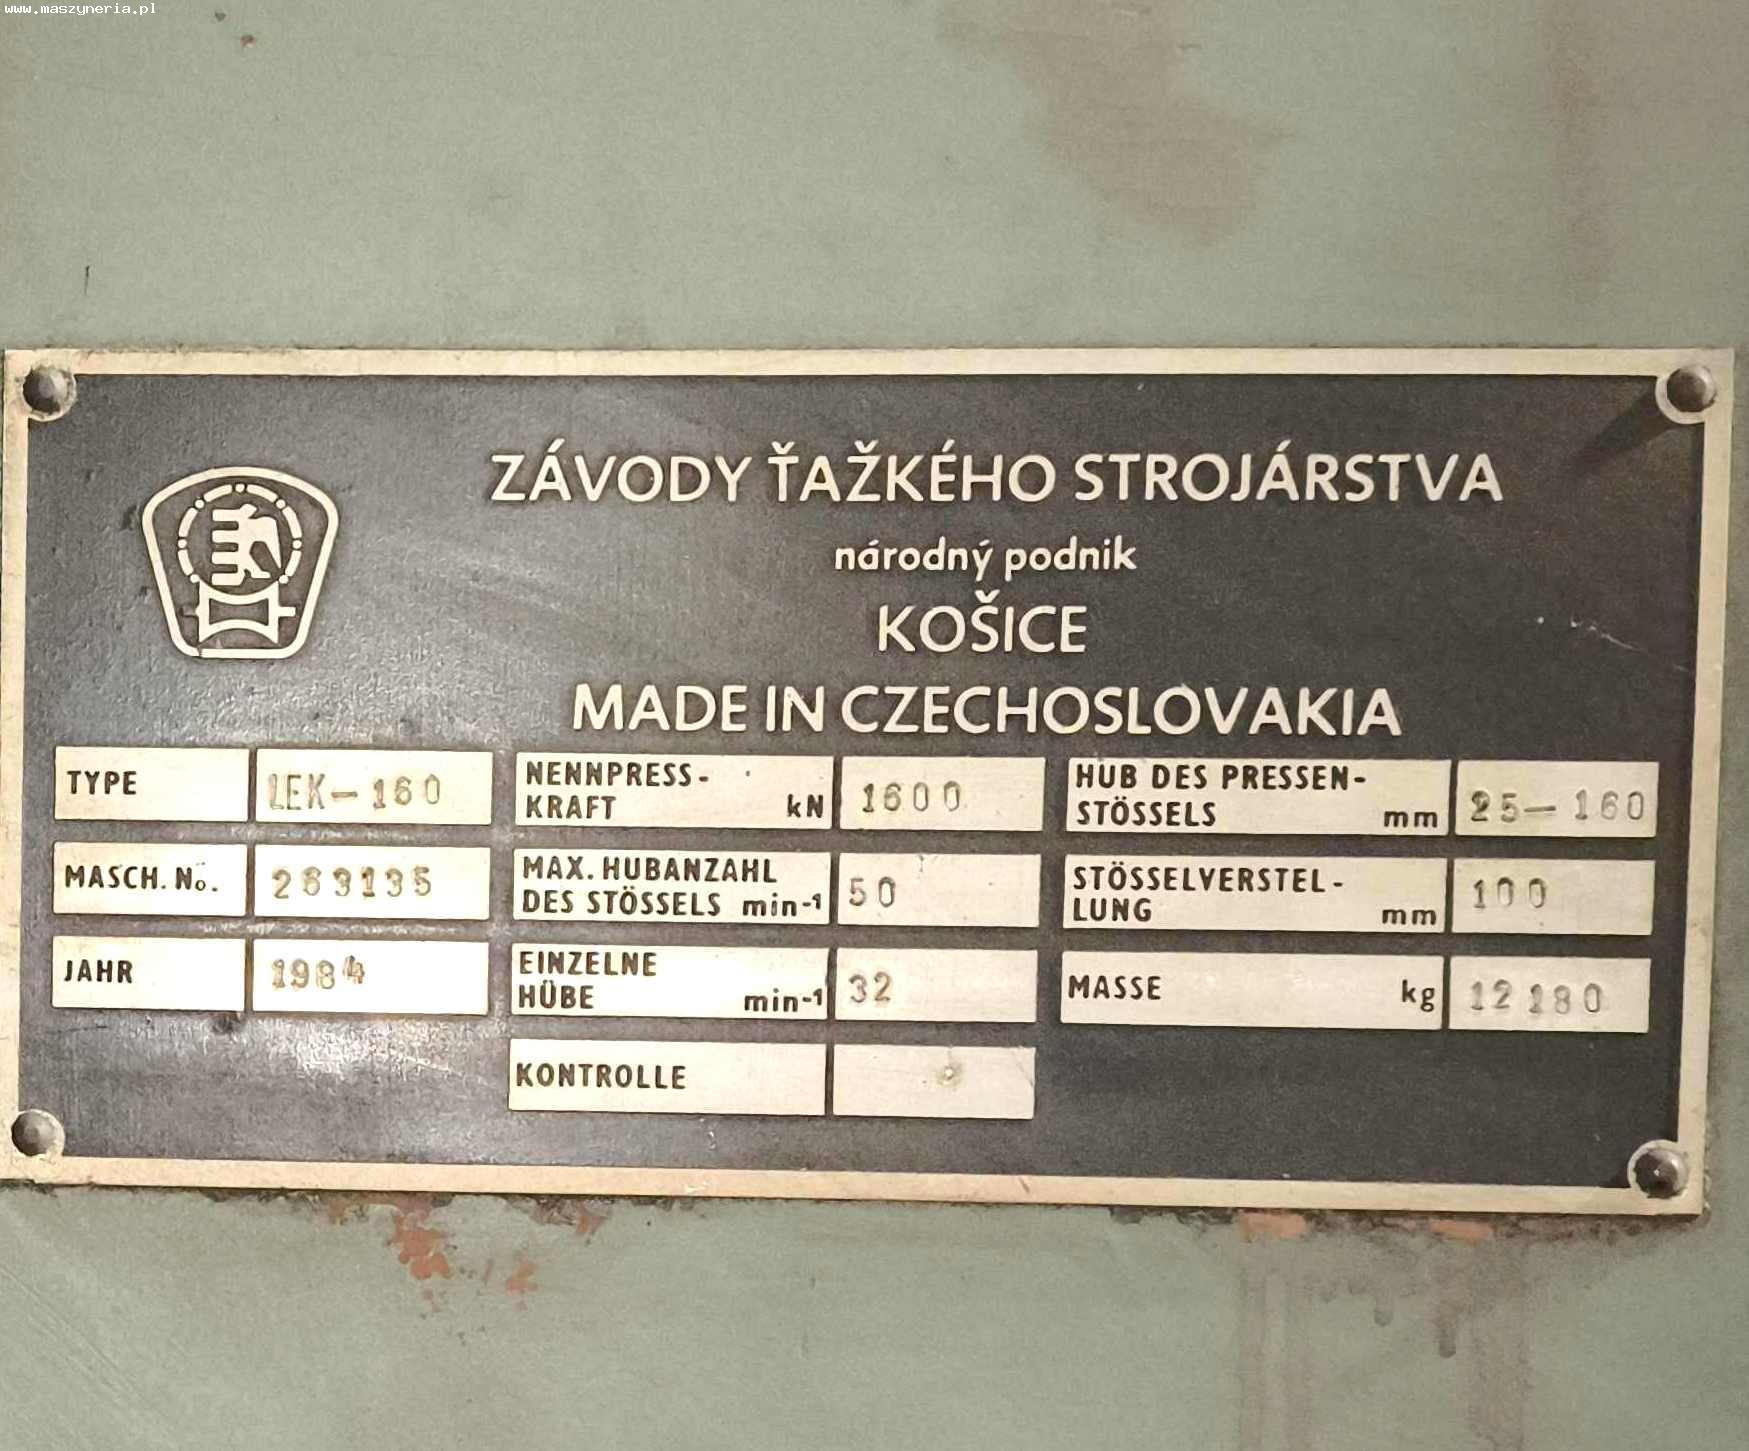 www.maszyneria.pl
ZÁVODY ŤAŽKÉHO STROJÁRSTVA
národný podnik
KOŠICE
MADE IN CZECHOSLOVAKIA
TYPE LEK-160
MASCH. No. 263135
JAHR 1984
NENNPRESS-
KRAFT kN 1600
MAX. HUBANZAHL
DES STÖSSELS min-1 50
EINZELNE
HÜBE min-1 32
KONTROLLE
HUB DES PRESSEN-
STÖSSELS mm 25-160
STÖSSELVERSTEL-
LUNG mm 100
MASSE kg 12180